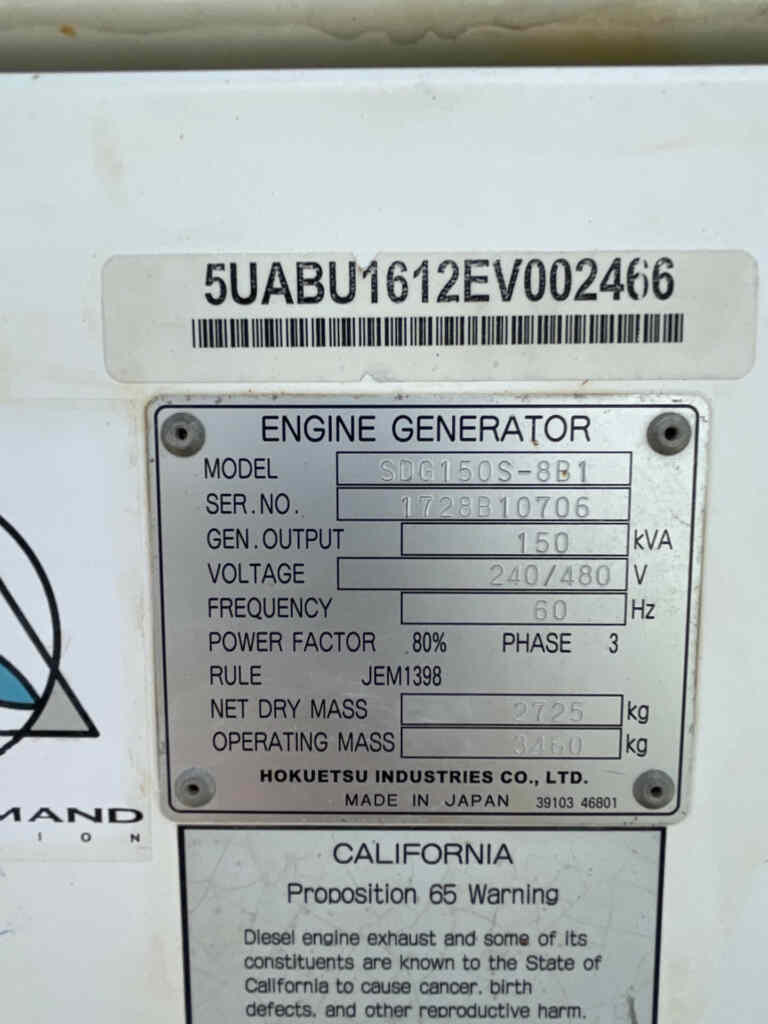 5UABU1612EV002466
ENGINE GENERATOR
MODEL SDG150S-8B1
SER.NO. 1728B10706
GEN.OUTPUT 150 kVA
VOLTAGE 240/480 V
FREQUENCY 60 Hz
POWER FACTOR 80% PHASE 3
RULE JEM1398
NET DRY MASS 2725 kg
OPERATING MASS 3460 kg
HOKUETSU INDUSTRIES CO., LTD.
MADE IN JAPAN 39103 46801
MAND
ION
CALIFORNIA
Proposition 65 Warning
Diesel engine exhaust and some of its
constituents are known to the State of
California to cause cancer, birth
defects, and other reproductive harm.